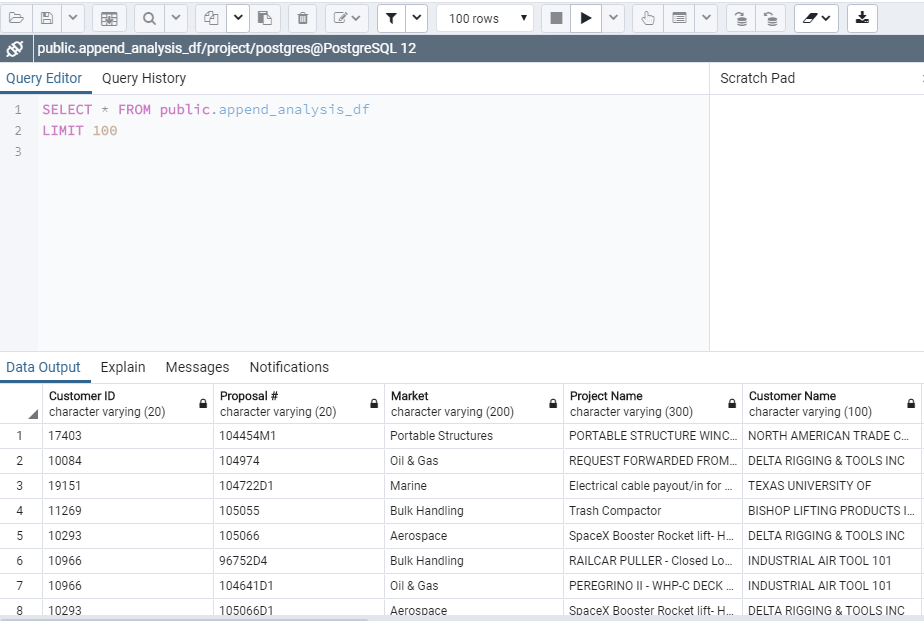 100 rows
public.append_analysis_df/project/postgres@PostgreSQL 12
Query Editor Query History Scratch Pad
1 SELECT * FROM public.append_analysis_df
2 LIMIT 100
3
Data Output Explain Messages Notifications
Customer ID Proposal # Market Project Name Customer Name
character varying (20) character varying (20) character varying (200) character varying (300) character varying (100)
1 17403 104454M1 Portable Structures PORTABLE STRUCTURE WINC... NORTH AMERICAN TRADE C...
2 10084 104974 Oil & Gas REQUEST FORWARDED FROM... DELTA RIGGING & TOOLS INC
3 19151 104722D1 Marine Electrical cable payout/in for ... TEXAS UNIVERSITY OF
4 11269 105055 Bulk Handling Trash Compactor BISHOP LIFTING PRODUCTS I...
5 10293 105066 Aerospace SpaceX Booster Rocket lift- H... DELTA RIGGING & TOOLS INC
6 10966 96752D4 Bulk Handling RAILCAR PULLER - Closed Lo... INDUSTRIAL AIR TOOL 101
7 10966 104641D1 Oil & Gas PEREGRINO II - WHP-C DECK ... INDUSTRIAL AIR TOOL 101
8 10293 105066D1 Aerospace SpaceX Booster Rocket lift- H... DELTA RIGGING & TOOLS INC